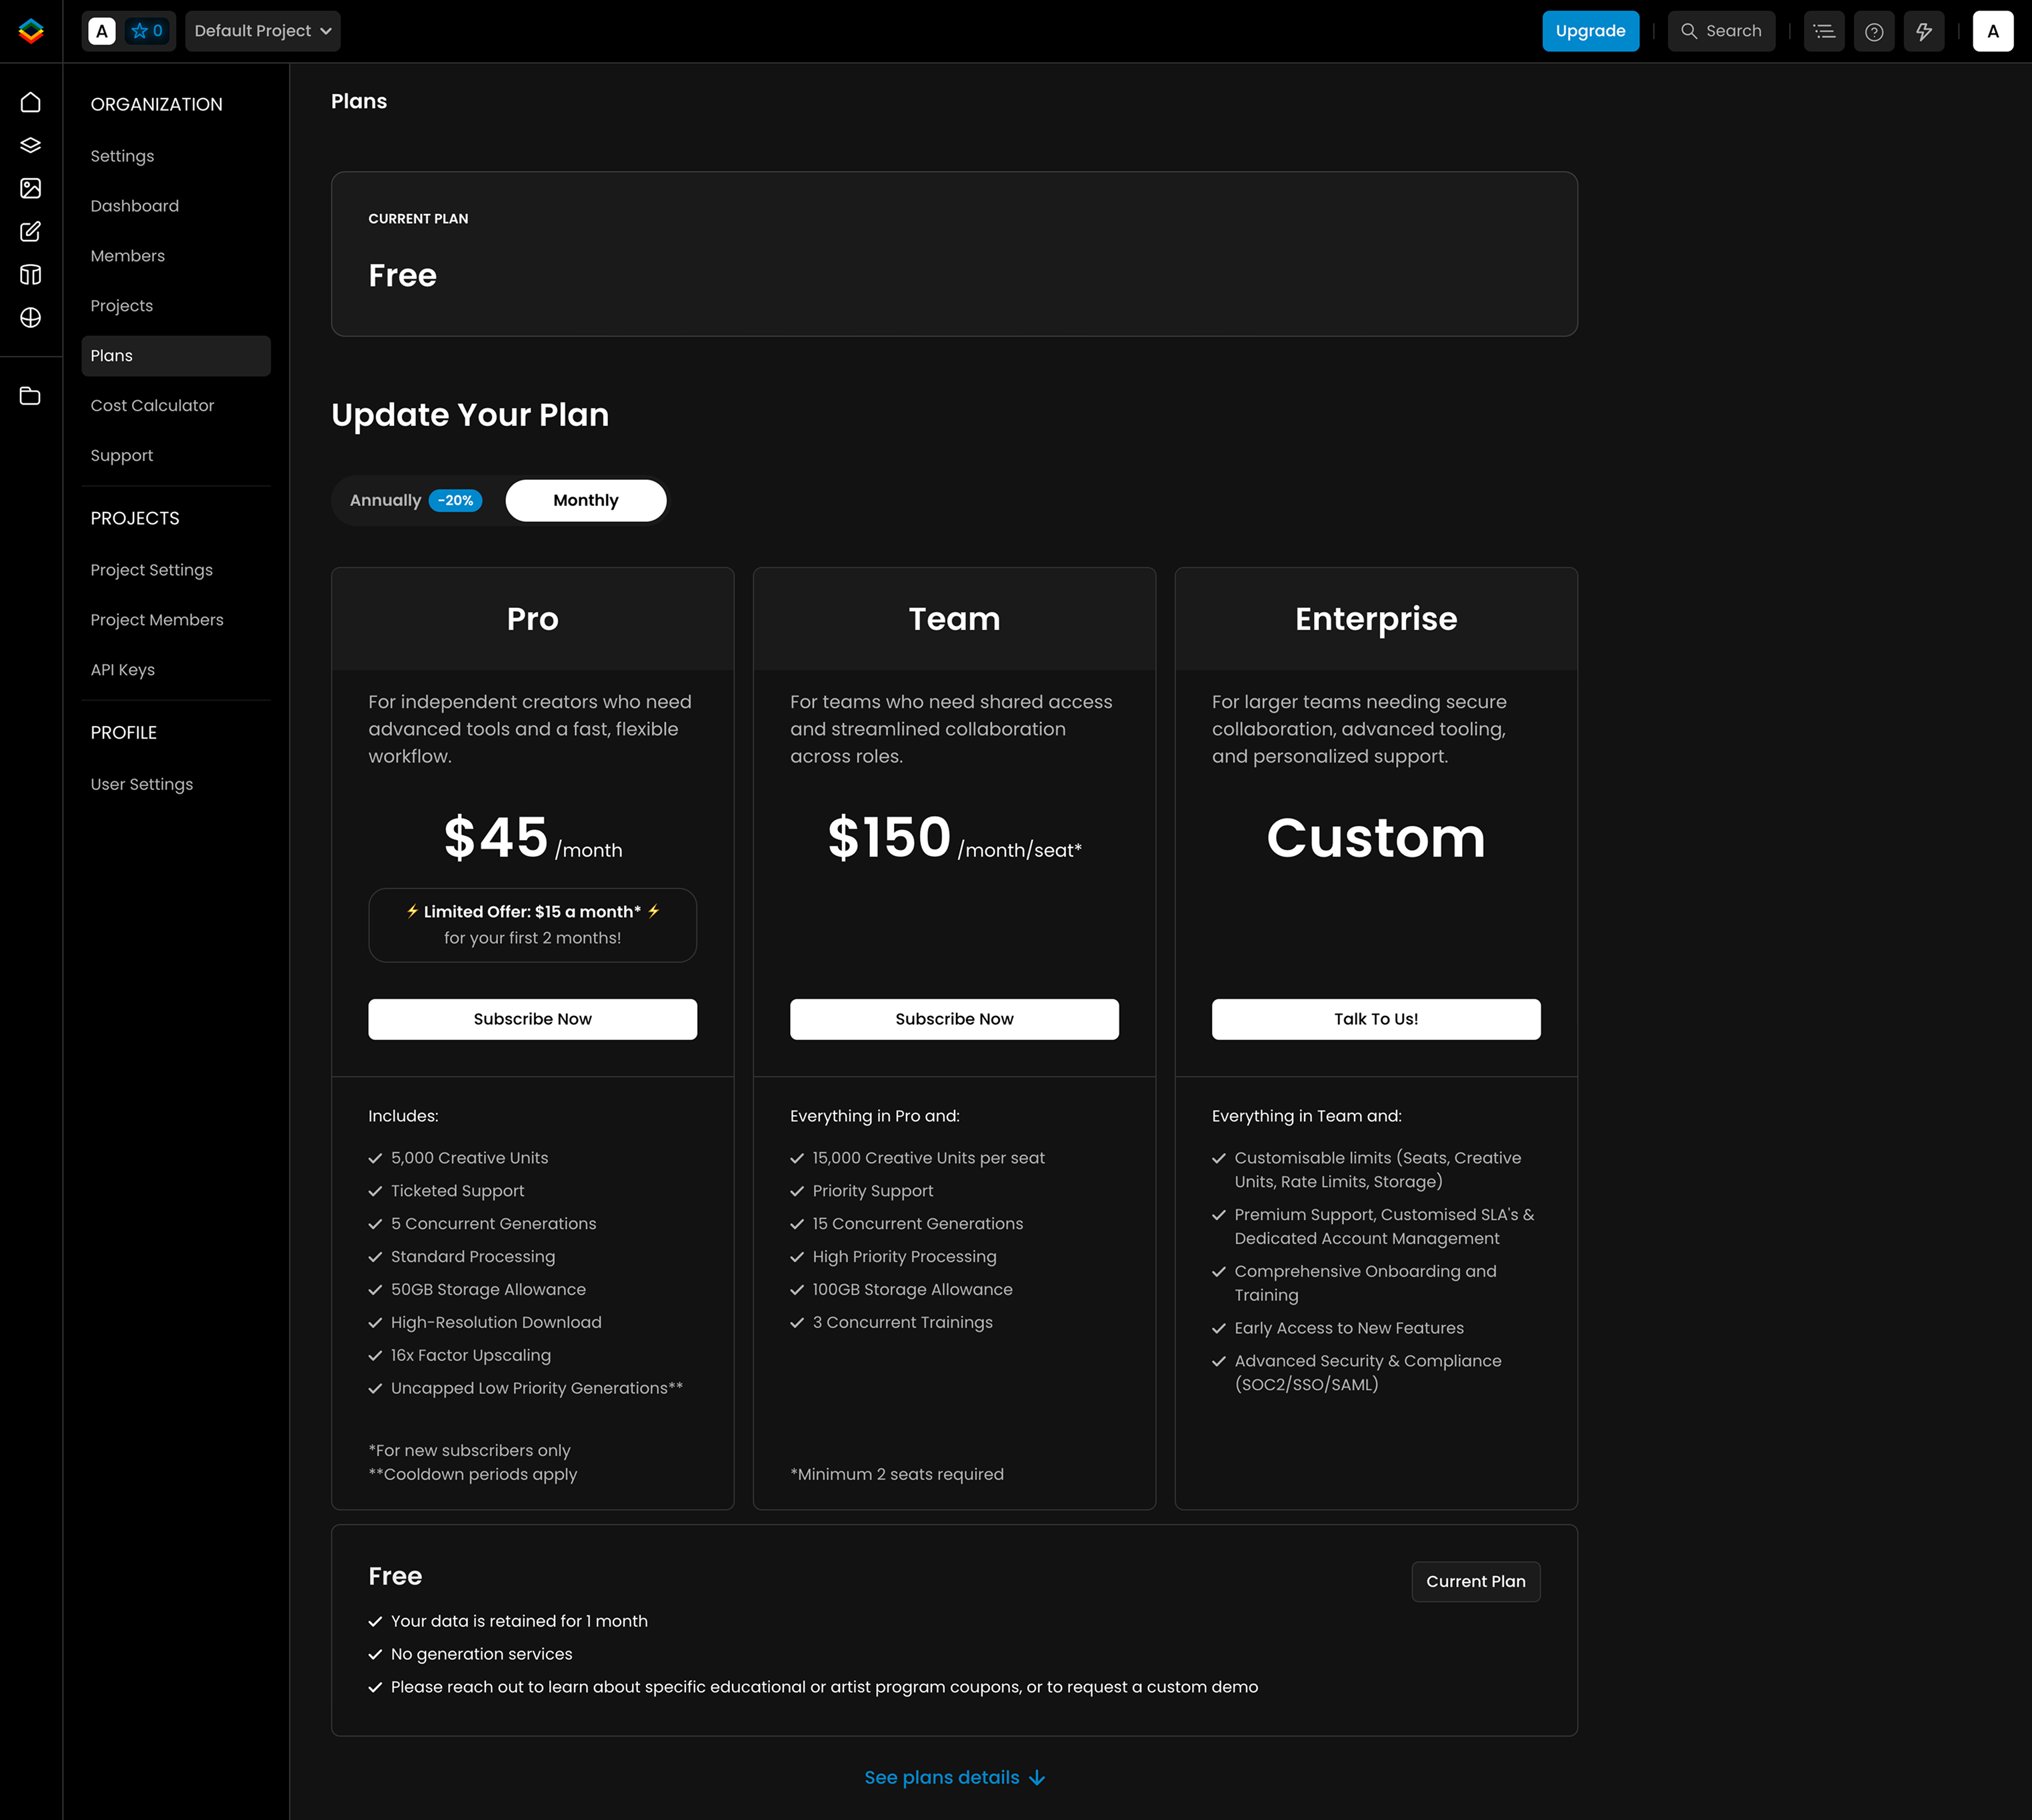 A
0
Default Project
Upgrade
Search
A
ORGANIZATION
Settings
Dashboard
Members
Projects
Plans
Cost Calculator
Support
PROJECTS
Project Settings
Project Members
API Keys
PROFILE
User Settings
Plans
CURRENT PLAN
Free
Update Your Plan
Annually -20%
Monthly
Pro
For independent creators who need
advanced tools and a fast, flexible
workflow.
$45 /month
⚡ Limited Offer: $15 a month* ⚡
for your first 2 months!
Subscribe Now
Includes:
5,000 Creative Units
Ticketed Support
5 Concurrent Generations
Standard Processing
50GB Storage Allowance
High-Resolution Download
16x Factor Upscaling
Uncapped Low Priority Generations**
*For new subscribers only
**Cooldown periods apply
Team
For teams who need shared access
and streamlined collaboration
across roles.
$150 /month/seat*
Subscribe Now
Everything in Pro and:
15,000 Creative Units per seat
Priority Support
15 Concurrent Generations
High Priority Processing
100GB Storage Allowance
3 Concurrent Trainings
*Minimum 2 seats required
Enterprise
For larger teams needing secure
collaboration, advanced tooling,
and personalized support.
Custom
Talk To Us!
Everything in Team and:
Customisable limits (Seats, Creative
Units, Rate Limits, Storage)
Premium Support, Customised SLA's &
Dedicated Account Management
Comprehensive Onboarding and
Training
Early Access to New Features
Advanced Security & Compliance
(SOC2/SSO/SAML)
Free
Current Plan
Your data is retained for 1 month
No generation services
Please reach out to learn about specific educational or artist program coupons, or to request a custom demo
See plans details